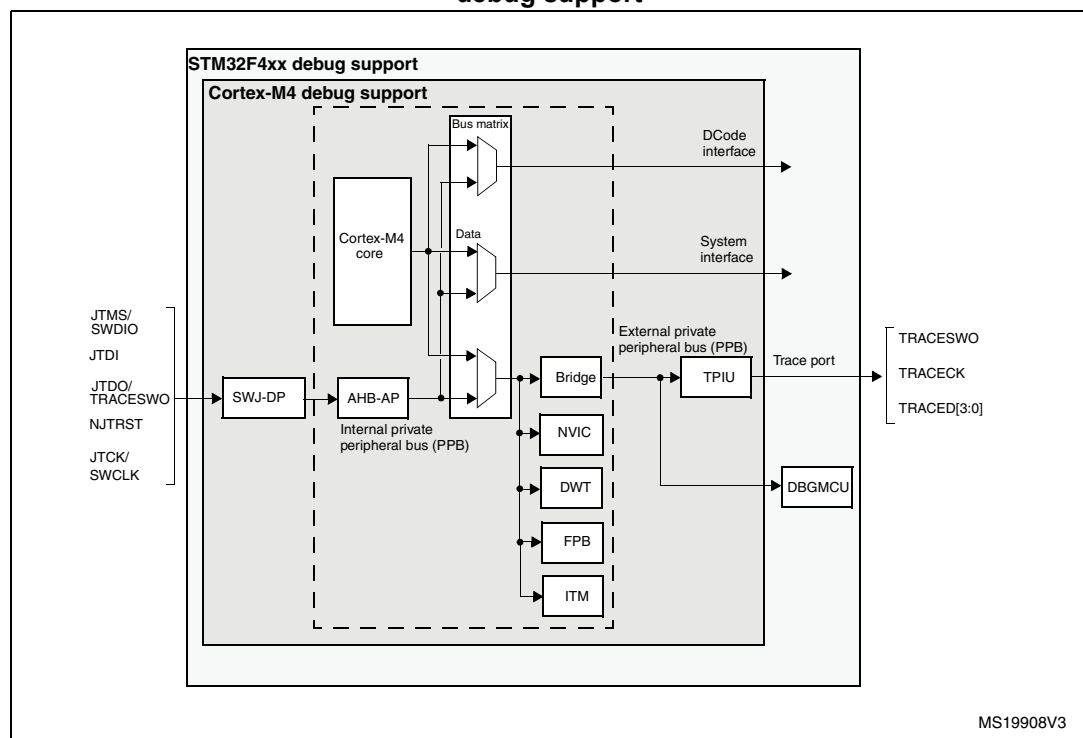 debug support
STM32F4xx debug support
Cortex-M4 debug support
Bus matrix
DCode
interface
Cortex-M4
core
Data
System
interface
JTMS/
SWDIO
JTDI
JTDO/
TRACESWO
NJTRST
JTCK/
SWCLK
SWJ-DP
AHB-AP
Internal private
peripheral bus (PPB)
External private
peripheral bus (PPB)
Bridge
TPIU
Trace port
TRACESWO
TRACECK
TRACED[3:0]
NVIC
DWT
DBGMCU
FPB
ITM
MS19908V3